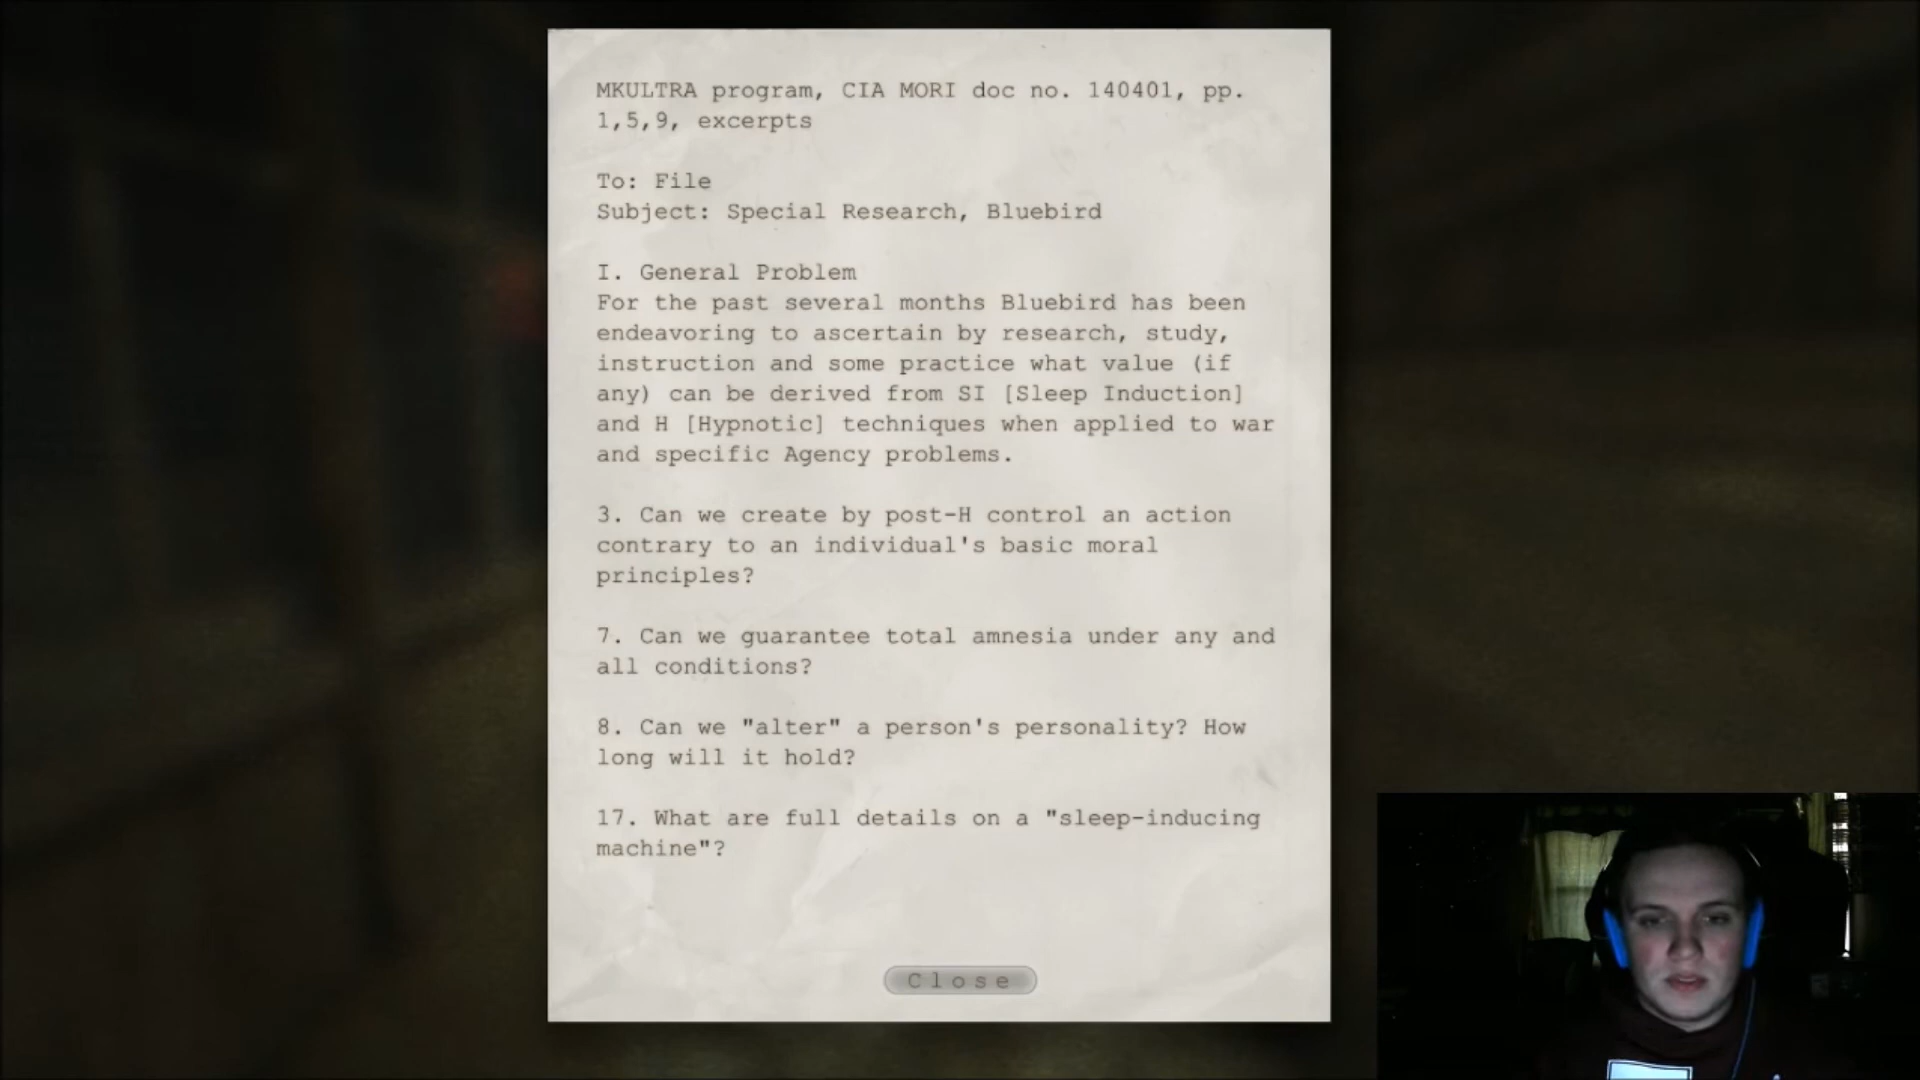 MKULTRA program, CIA MORI doc no. 140401, pp.
1,5,9, excerpts
To: File
Subject: Special Research, Bluebird
I. General Problem
For the past several months Bluebird has been
endeavoring to ascertain by research, study,
instruction and some practice what value (if
any) can be derived from SI [Sleep Induction]
and H [Hypnotic] techniques when applied to war
and specific Agency problems.
3. Can we create by post-H control an action
contrary to an individual's basic moral
principles?
7. Can we guarantee total amnesia under any and
all conditions?
8. Can we "alter" a person's personality? How
long will it hold?
17. What are full details on a "sleep-inducing
machine"?
Close